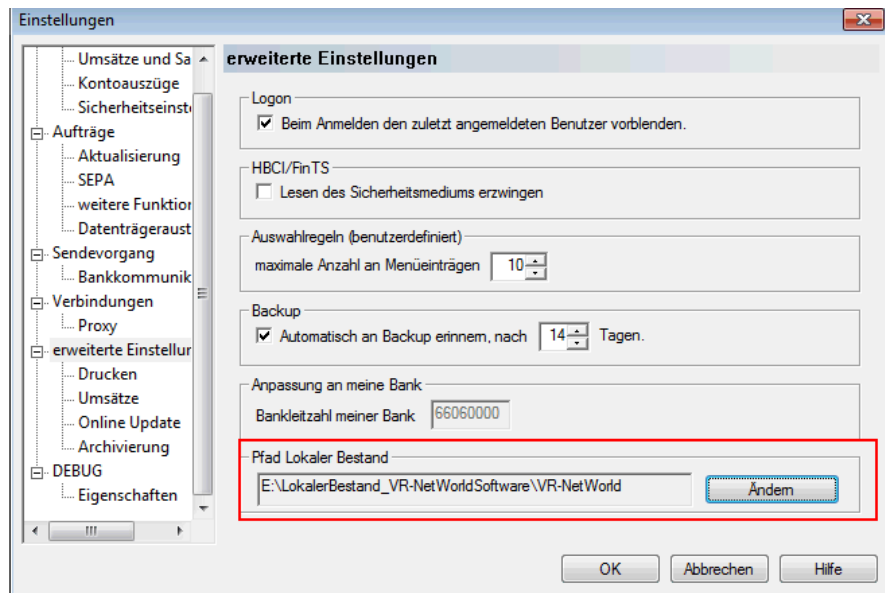 Einstellungen
Umsätze und Sa
Kontoauszüge
Sicherheitseinst
Aufträge
Aktualisierung
SEPA
weitere Funktior
Datenträgeraust
Sendevorgang
Bankkommunik
Verbindungen
Proxy
erweiterte Einstellur
Drucken
Umsätze
Online Update
Archivierung
DEBUG
Eigenschaften
erweiterte Einstellungen
Logon
Beim Anmelden den zuletzt angemeldeten Benutzer vorblenden.
HBCI/FinTS
Lesen des Sicherheitsmediums erzwingen
Auswahlregeln (benutzerdefiniert)
maximale Anzahl an Menüeinträgen 10
Backup
Automatisch an Backup erinnern, nach 14 Tagen.
Anpassung an meine Bank
Bankleitzahl meiner Bank 66060000
Pfad Lokaler Bestand
E:\LokalerBestand_VR-NetWorldSoftware\VR-NetWorld Ändern
OK Abbrechen Hilfe